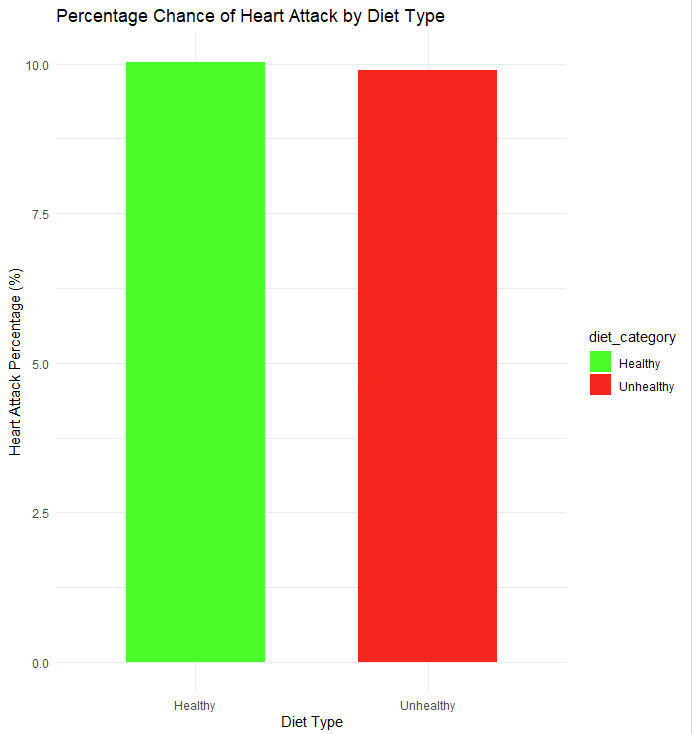 Percentage Chance of Heart Attack by Diet Type
Heart Attack Percentage (%)
10.0
7.5
5.0
2.5
0.0
Healthy
Unhealthy
Diet Type
diet_category
Healthy
Unhealthy